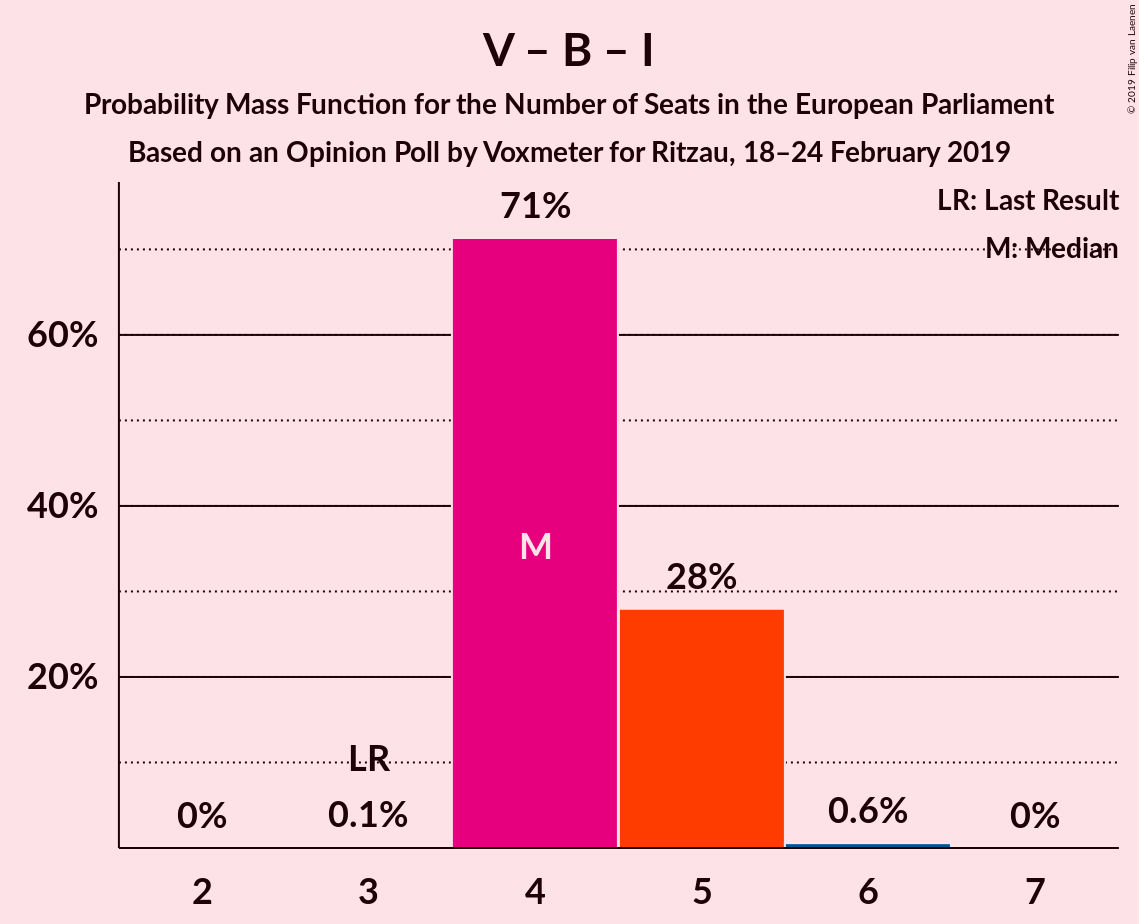 V – B – I
Probability Mass Function for the Number of Seats in the European Parliament
Based on an Opinion Poll by Voxmeter for Ritzau, 18–24 February 2019
© 2019 Filip van Laenen
LR: Last Result
M: Median
71%
60%
40%
M
28%
20%
LR
0% 0.1% 0.6% 0%
2 3 4 5 6 7